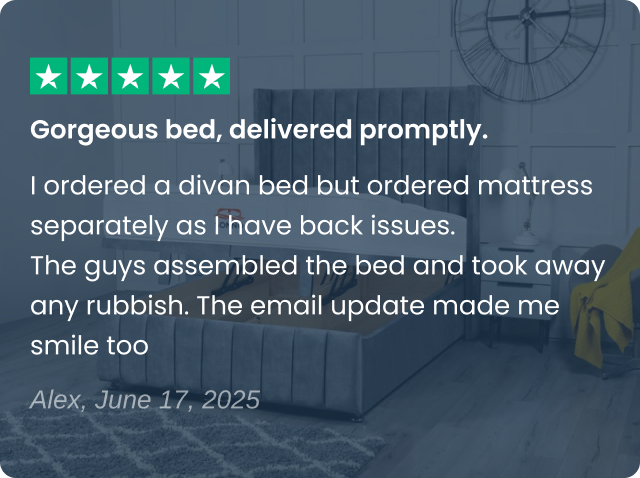 Gorgeous bed, delivered promptly.
I ordered a divan bed but ordered mattress
separately as I have back issues.
The guys assembled the bed and took away
any rubbish. The email update made me
smile too
Alex, June 17, 2025